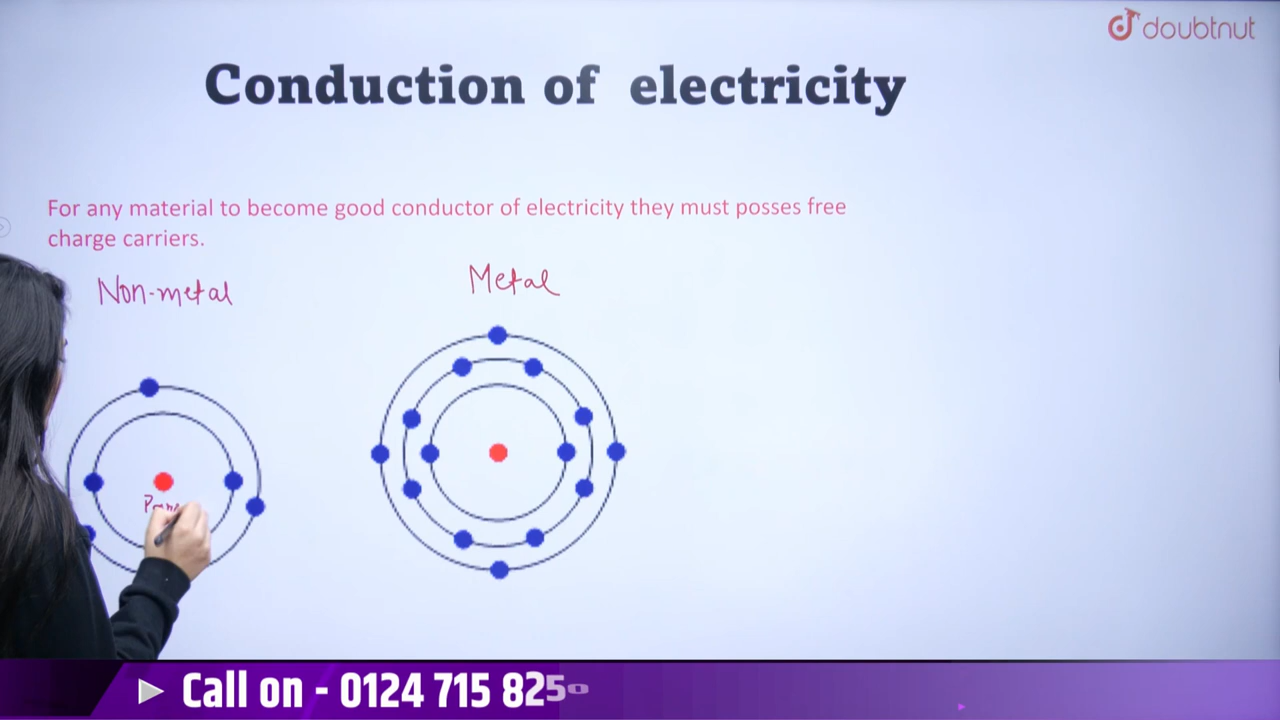 doubtnut
Conduction of electricity
For any material to become good conductor of electricity they must posses free
charge carriers.
Non-metal
Metal
Call on - 0124 715 825